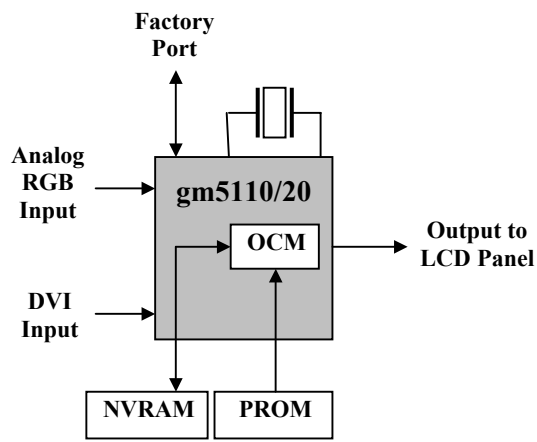 Factory
Port
Analog
RGB
Input
gm5110/20
OCM
Output to
LCD Panel
DVI
Input
NVRAM
PROM